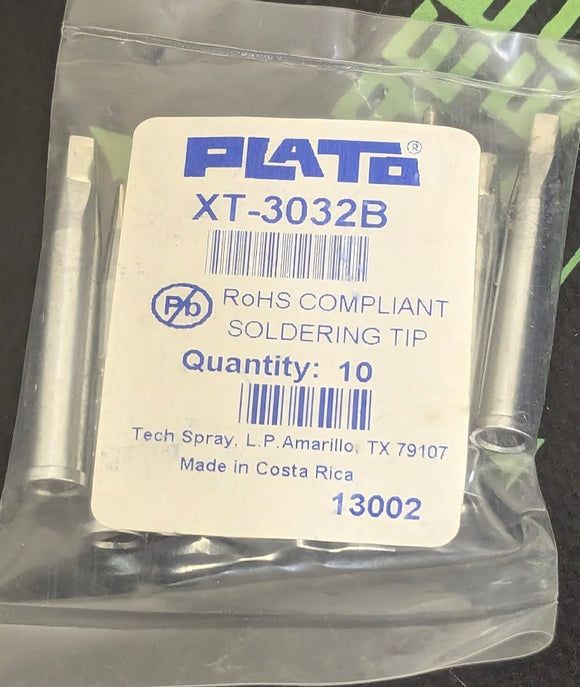 PLATO®
XT-3032B
Pb RoHS COMPLIANT
SOLDERING TIP
Quantity: 10
Tech Spray, L.P. Amarillo, TX 79107
Made in Costa Rica
13002